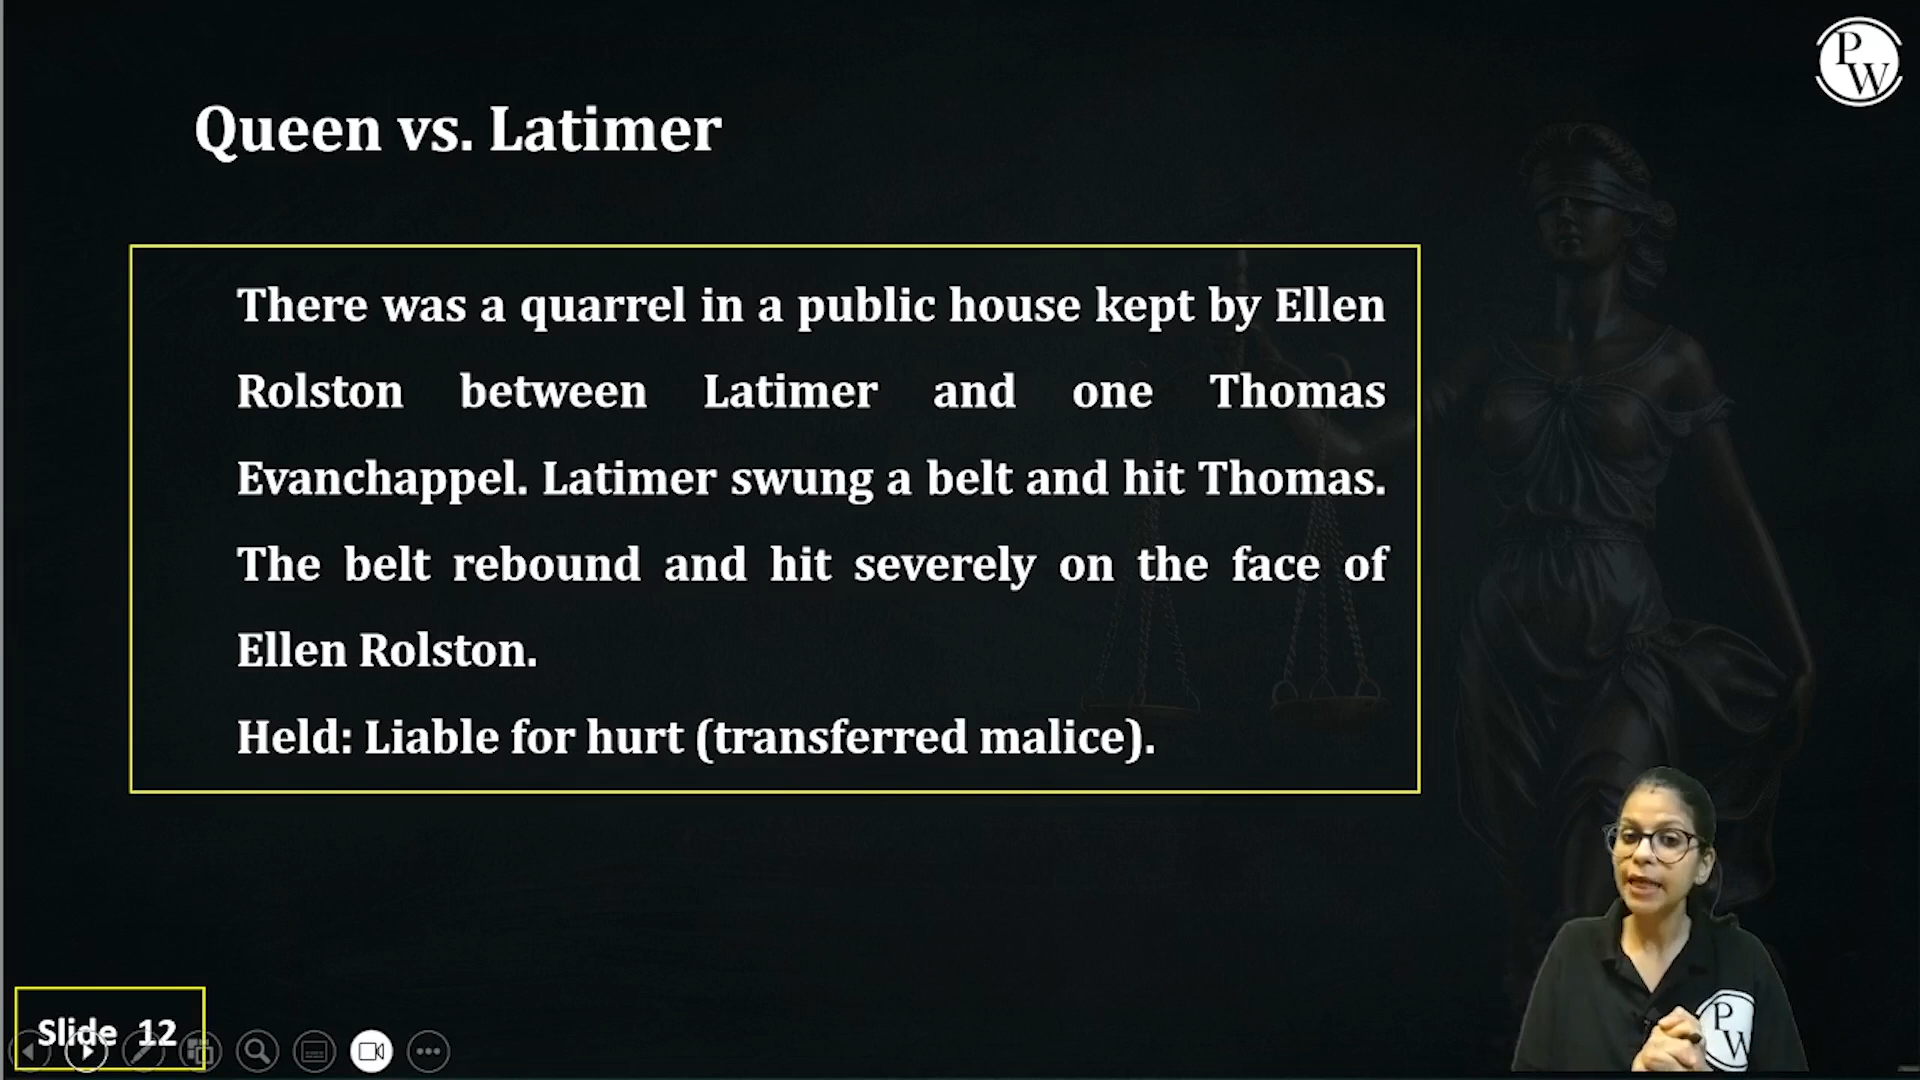 PW
Queen vs. Latimer
There was a quarrel in a public house kept by Ellen
Rolston between Latimer and one Thomas
Evanchappel. Latimer swung a belt and hit Thomas.
The belt rebound and hit severely on the face of
Ellen Rolston.
Held: Liable for hurt (transferred malice).
Slide 12
PW